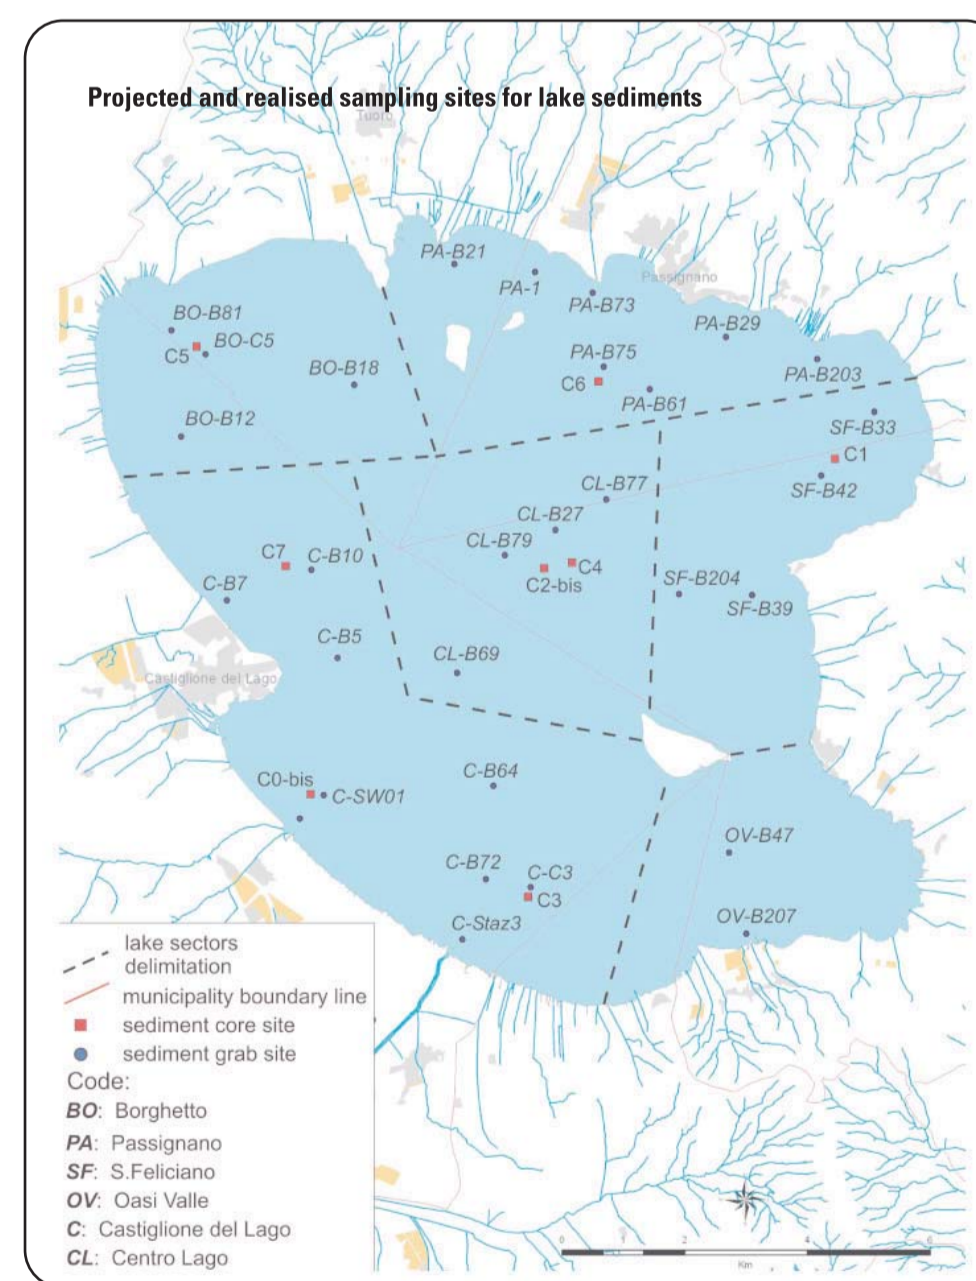 Projected and realised sampling sites for lake sediments
Tuoro
PA-B21
PA-1
Passignano
PA-B73
BO-B81
PA-B29
BO-C5
C5
PA-B75
BO-B18
C6
PA-B203
PA-B61
BO-B12
SF-B33
C1
CL-B77
SF-B42
CL-B27
CL-B79
C7
C-B10
C4
C2-bis
C-B7
SF-B204
SF-B39
C-B5
CL-B69
Castiglione del Lago
C-B64
C0-bis
C-SW01
OV-B47
C-B72
C-C3
C3
C-Staz3
OV-B207
lake sectors
delimitation
municipality boundary line
sediment core site
sediment grab site
Code:
BO: Borghetto
PA: Passignano
SF: S.Feliciano
OV: Oasi Valle
C: Castiglione del Lago
CL: Centro Lago
0 1 2 4 6
Km